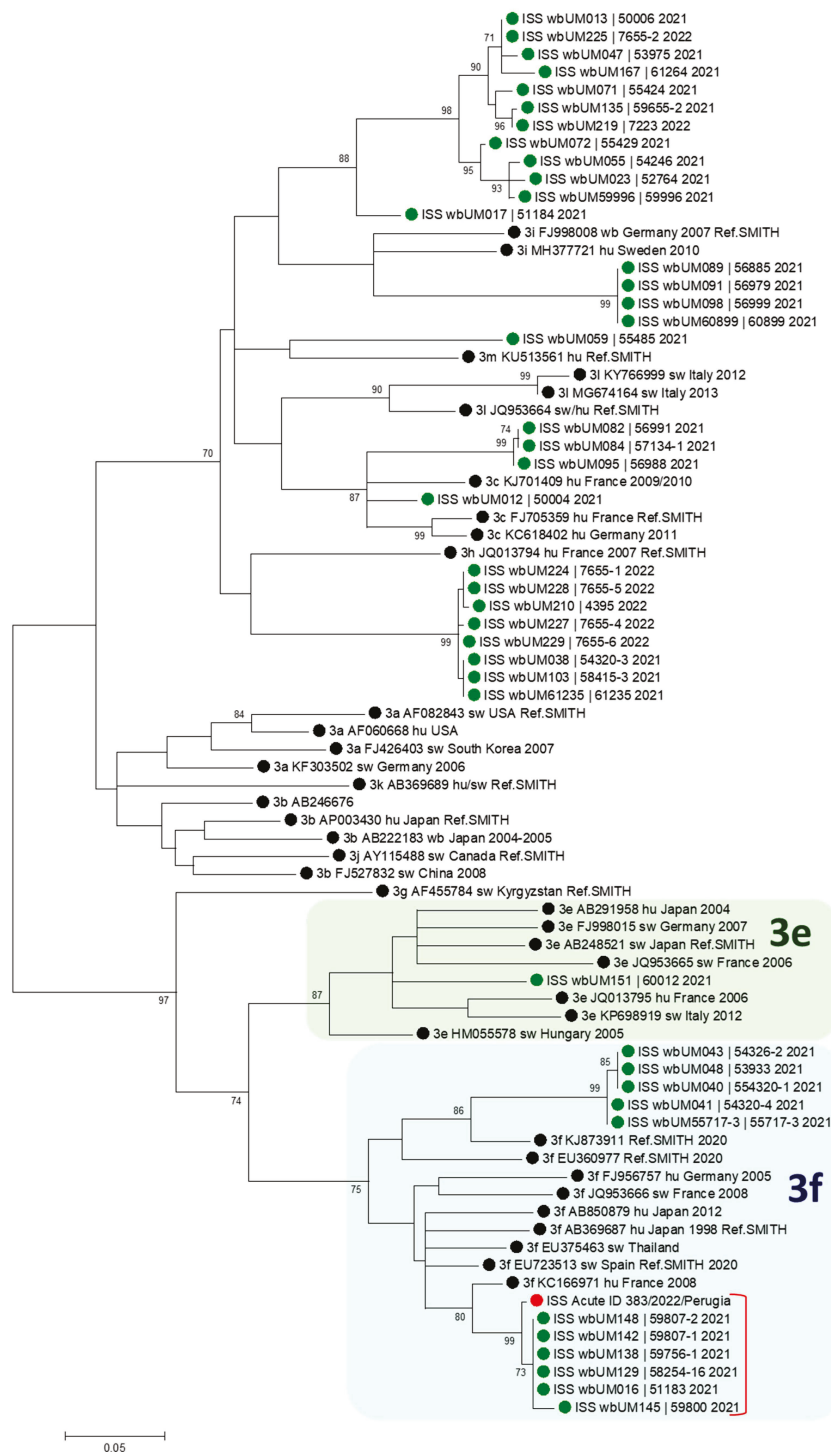 ISS wbUM013 | 50006 2021
71
ISS wbUM225 | 7655-2 2022
ISS wbUM047 | 53975 2021
90
ISS wbUM167 | 61264 2021
ISS wbUM071 | 55424 2021
98
ISS wbUM135 | 59655-2 2021
96
ISS wbUM219 | 7223 2022
ISS wbUM072 | 55429 2021
88
ISS wbUM055 | 54246 2021
95
ISS wbUM023 | 52764 2021
93
ISS wbUM59996 | 59996 2021
ISS wbUM017 | 51184 2021
3i FJ998008 wb Germany 2007 Ref.SMITH
3i MH377721 hu Sweden 2010
ISS wbUM089 | 56885 2021
ISS wbUM091 | 56979 2021
99
ISS wbUM098 | 56999 2021
ISS wbUM60899 | 60899 2021
ISS wbUM059 | 55485 2021
3m KU513561 hu Ref.SMITH
99
3l KY766999 sw Italy 2012
90
3l MG674164 sw Italy 2013
3l JQ953664 sw/hu Ref.SMITH
74
ISS wbUM082 | 56991 2021
99
ISS wbUM084 | 57134-1 2021
70
ISS wbUM095 | 56988 2021
3c KJ701409 hu France 2009/2010
87
ISS wbUM012 | 50004 2021
3c FJ705359 hu France Ref.SMITH
99
3c KC618402 hu Germany 2011
3h JQ013794 hu France 2007 Ref.SMITH
ISS wbUM224 | 7655-1 2022
ISS wbUM228 | 7655-5 2022
ISS wbUM210 | 4395 2022
ISS wbUM227 | 7655-4 2022
99
ISS wbUM229 | 7655-6 2022
ISS wbUM038 | 54320-3 2021
ISS wbUM103 | 58415-3 2021
ISS wbUM61235 | 61235 2021
84
3a AF082843 sw USA Ref.SMITH
3a AF060668 hu USA
3a FJ426403 sw South Korea 2007
3a KF303502 sw Germany 2006
3k AB369689 hu/sw Ref.SMITH
3b AB246676
3b AP003430 hu Japan Ref.SMITH
3b AB222183 wb Japan 2004-2005
3j AY115488 sw Canada Ref.SMITH
3b FJ527832 sw China 2008
3g AF455784 sw Kyrgyzstan Ref.SMITH
3e AB291958 hu Japan 2004
3e FJ998015 sw Germany 2007
3e
3e AB248521 sw Japan Ref.SMITH
3e JQ953665 sw France 2006
ISS wbUM151 | 60012 2021
97
87
3e JQ013795 hu France 2006
3e KP698919 sw Italy 2012
3e HM055578 sw Hungary 2005
ISS wbUM043 | 54326-2 2021
85
ISS wbUM048 | 53933 2021
99
ISS wbUM040 | 554320-1 2021
74
ISS wbUM041 | 54320-4 2021
86
ISS wbUM55717-3 | 55717-3 2021
3f KJ873911 Ref.SMITH 2020
3f EU360977 Ref.SMITH 2020
75
3f FJ956757 hu Germany 2005
3f
3f JQ953666 sw France 2008
3f AB850879 hu Japan 2012
3f AB369687 hu Japan 1998 Ref.SMITH
3f EU375463 sw Thailand
3f EU723513 sw Spain Ref.SMITH 2020
3f KC166971 hu France 2008
80
ISS Acute ID 383/2022/Perugia
ISS wbUM148 | 59807-2 2021
99
ISS wbUM142 | 59807-1 2021
ISS wbUM138 | 59756-1 2021
73
ISS wbUM129 | 58254-16 2021
ISS wbUM016 | 51183 2021
ISS wbUM145 | 59800 2021
0.05